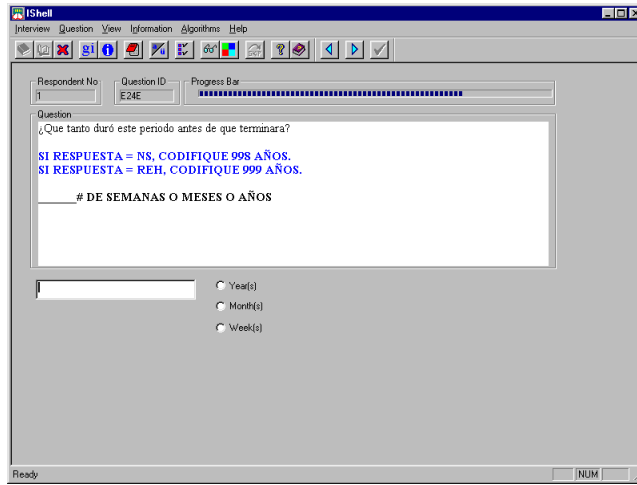 IShell
Interview Question View Information Algorithms Help
gi
Respondent No
Question ID
Progress Bar
1
E24E
Question
¿Que tanto duró este periodo antes de que terminara?
SI RESPUESTA = NS, CODIFIQUE 998 AÑOS.
SI RESPUESTA = REH, CODIFIQUE 999 AÑOS.
______# DE SEMANAS O MESES O AÑOS
Year(s)
Month(s)
Week(s)
Ready
NUM